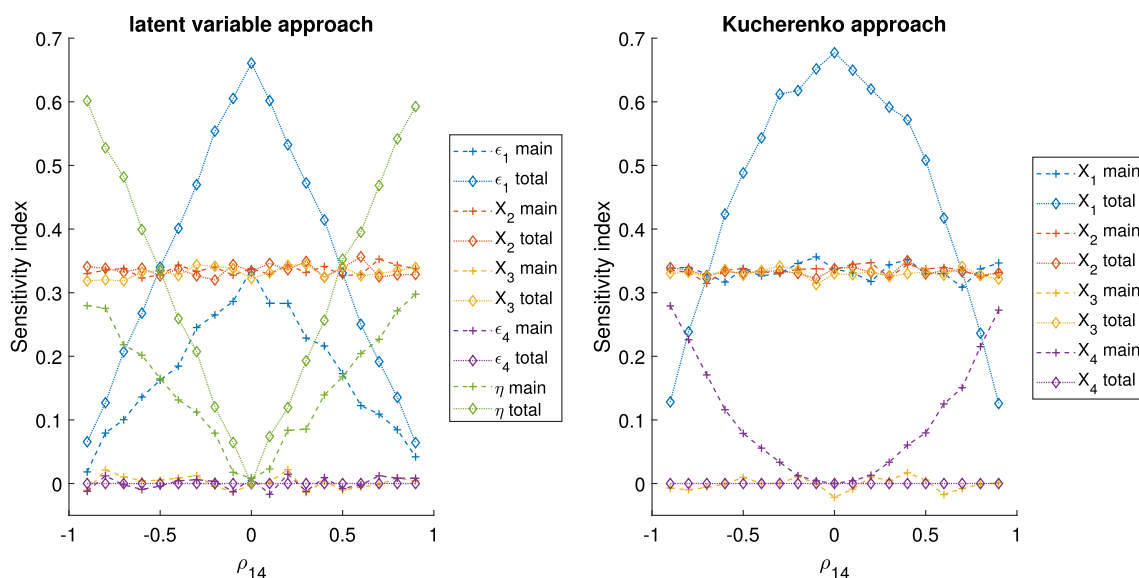 latent variable approach
Sensitivity index
0.7
0.6
0.5
0.4
0.3
0.2
0.1
0
-1
-0.5
0
0.5
1
ρ14
ϵ1 main
ϵ1 total
X2 main
X2 total
X3 main
X3 total
ϵ4 main
ϵ4 total
η main
η total
Kucherenko approach
Sensitivity index
0.7
0.6
0.5
0.4
0.3
0.2
0.1
0
-1
-0.5
0
0.5
1
ρ14
X1 main
X1 total
X2 main
X2 total
X3 main
X3 total
X4 main
X4 total